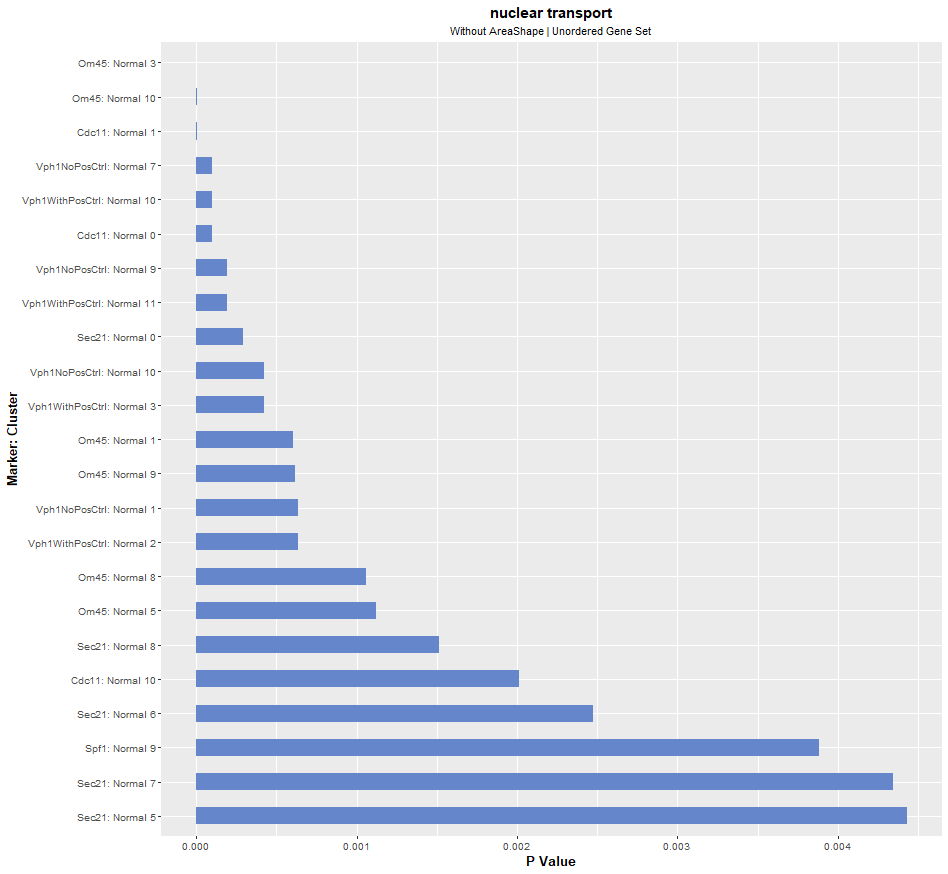 nuclear transport
Without AreaShape | Unordered Gene Set
Marker: Cluster
Om45: Normal 3
Om45: Normal 10
Cdc11: Normal 1
Vph1NoPosCtrl: Normal 7
Vph1WithPosCtrl: Normal 10
Cdc11: Normal 0
Vph1NoPosCtrl: Normal 9
Vph1WithPosCtrl: Normal 11
Sec21: Normal 0
Vph1NoPosCtrl: Normal 10
Vph1WithPosCtrl: Normal 3
Om45: Normal 1
Om45: Normal 9
Vph1NoPosCtrl: Normal 1
Vph1WithPosCtrl: Normal 2
Om45: Normal 8
Om45: Normal 5
Sec21: Normal 8
Cdc11: Normal 10
Sec21: Normal 6
Spf1: Normal 9
Sec21: Normal 7
Sec21: Normal 5
0.000 0.001 0.002 0.003 0.004
P Value